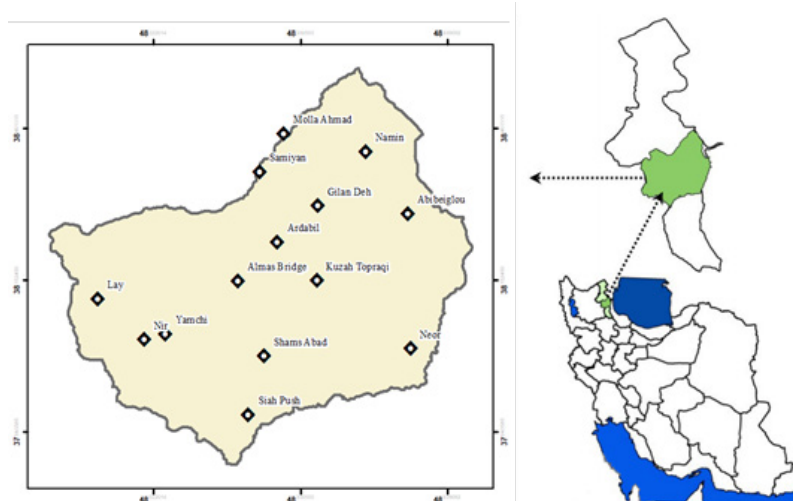 48 48 48
Molla Ahmad
Namin
Samiyan
Gilan Deh
Abibeiglou
Ardabil
Almas Bridge
Kuzah Topraqi
Lay
Nir
Yamchi
Shams Abad
Neor
Siah Push
38
38
38
38
37
37
48 48 48